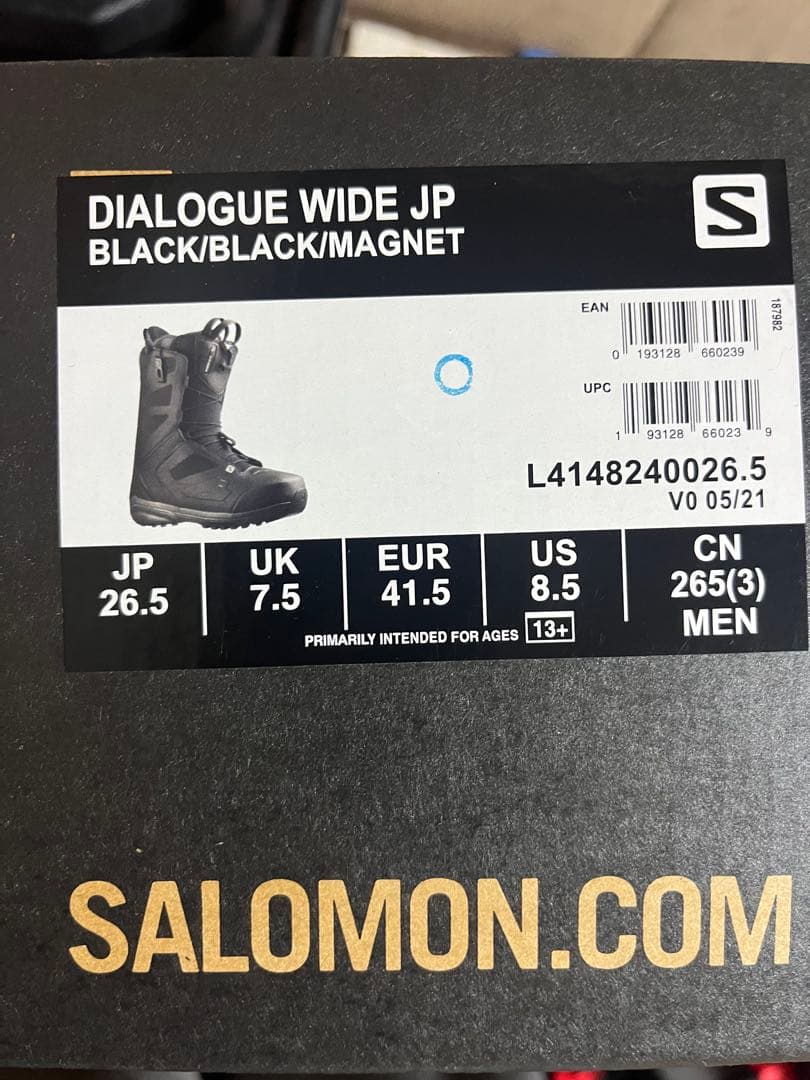 DIALOGUE WIDE JP
BLACK/BLACK/MAGNET
S
EAN
0 193128 660239
187982
UPC
1 93128 66023 9
L4148240026.5
V0 05/21
JP
26.5
UK
7.5
EUR
41.5
US
8.5
CN
265(3)
MEN
PRIMARILY INTENDED FOR AGES 13+
SALOMON.COM